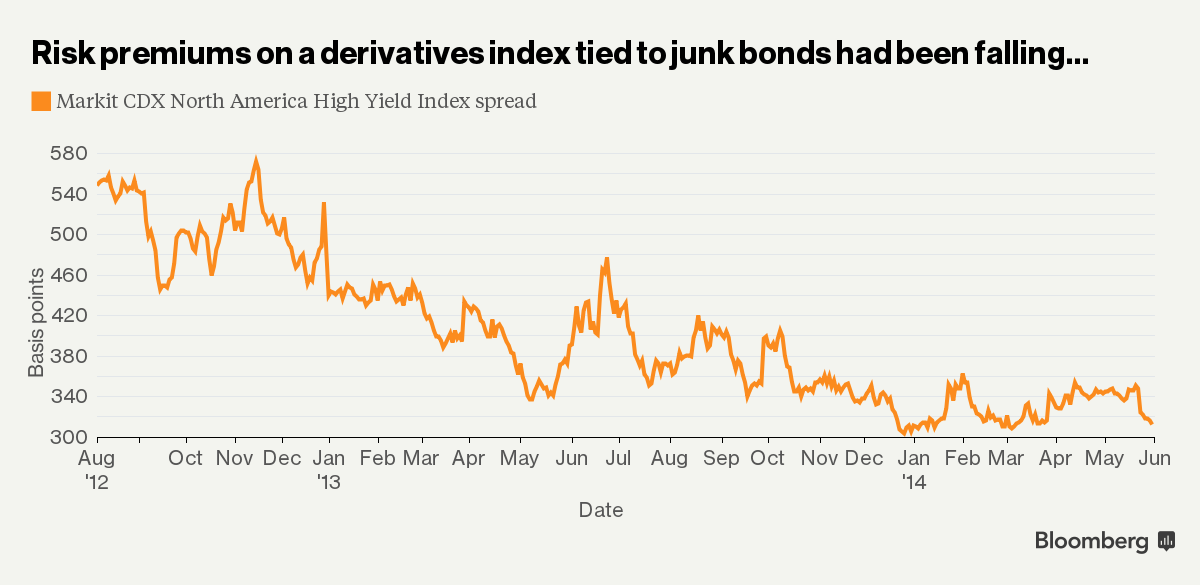 Risk premiums on a derivatives index tied to junk bonds had been falling...
Markit CDX North America High Yield Index spread
580
540
500
460
420
380
340
300
Basis points
Aug Oct Nov Dec Jan Feb Mar Apr May Jun Jul Aug Sep Oct Nov Dec Jan Feb Mar Apr May Jun
'12 '13 '14
Date
Bloomberg